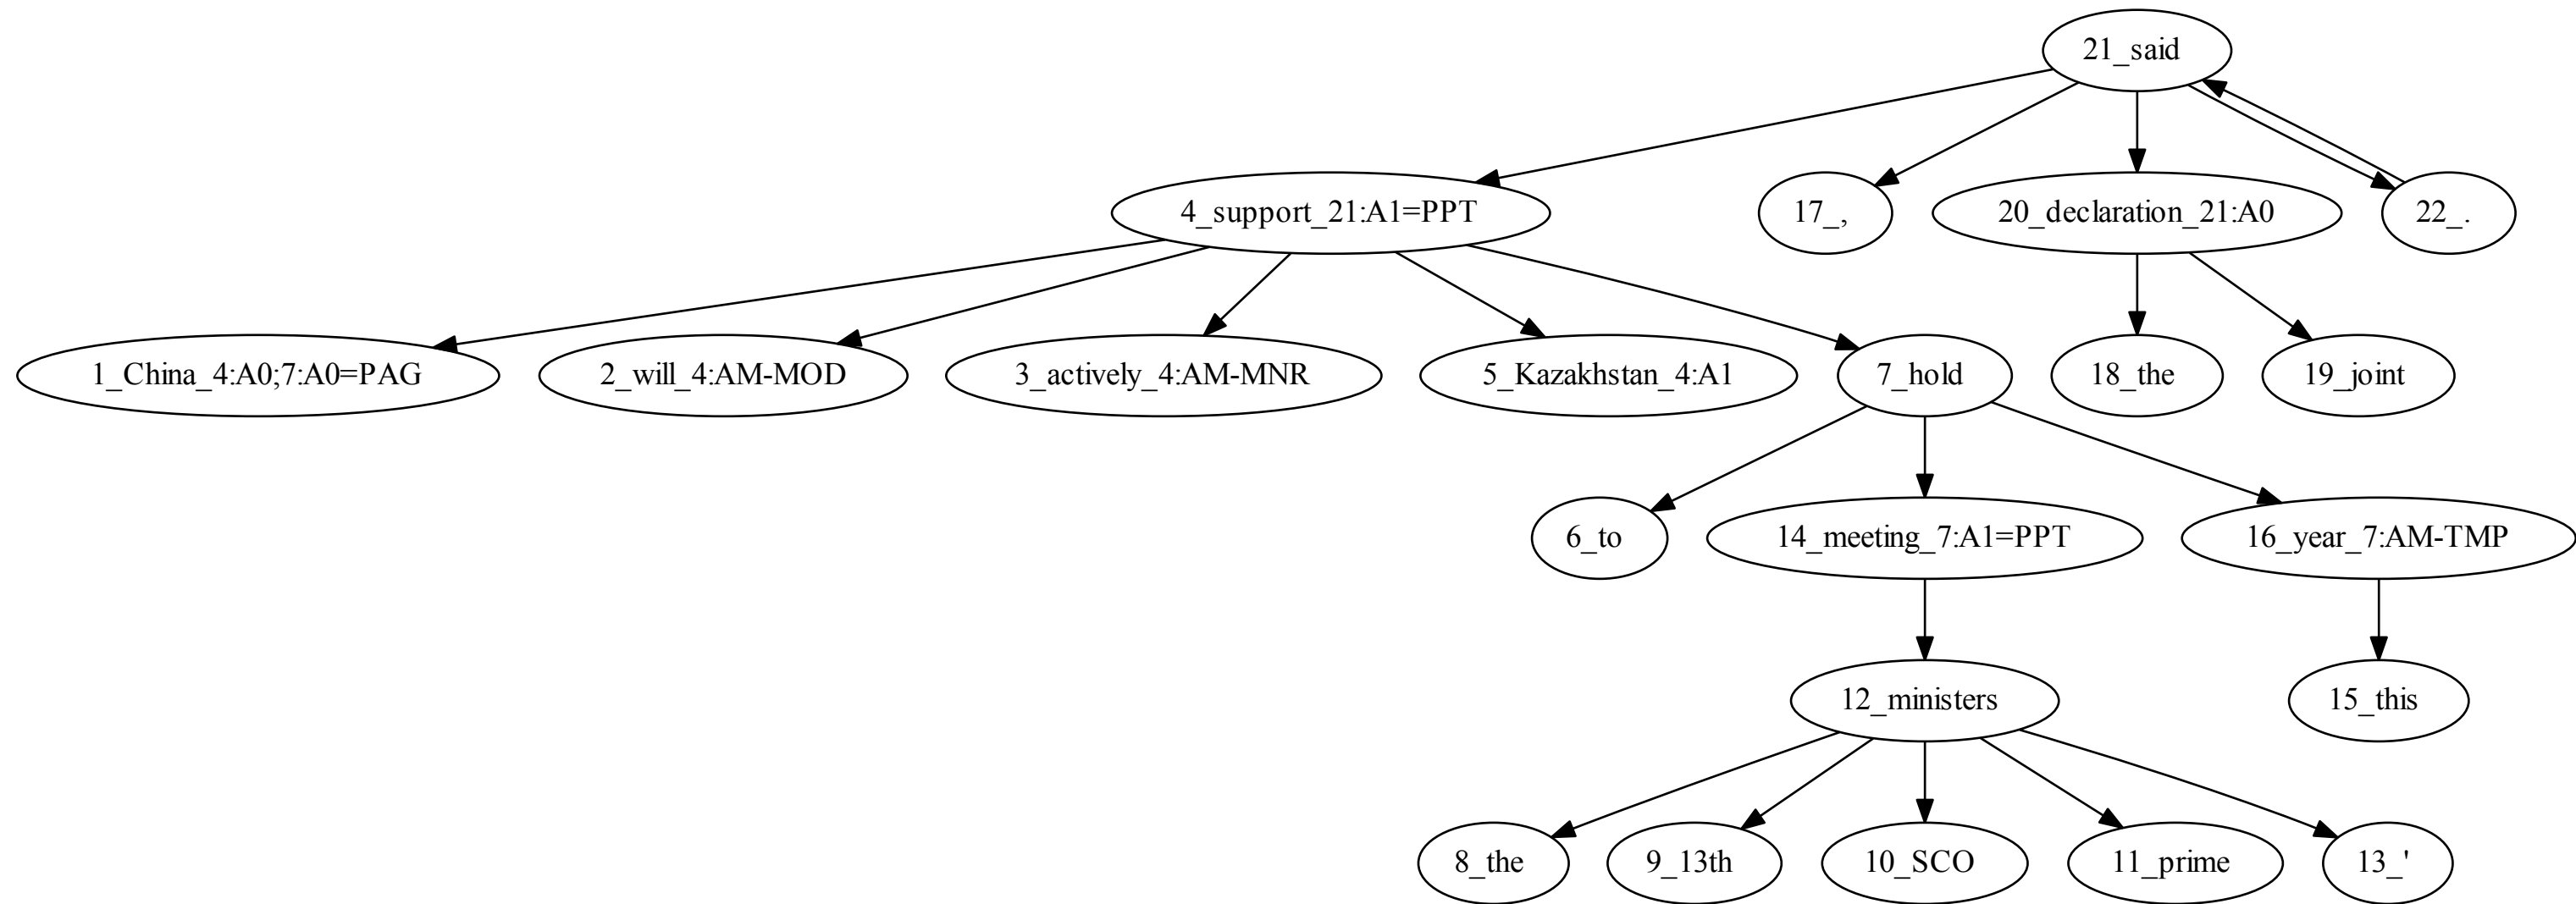 21_said
4_support_21:A1=PPT
17_,
20_declaration_21:A0
22_.
1_China_4:A0;7:A0=PAG
2_will_4:AM-MOD
3_actively_4:AM-MNR
5_Kazakhstan_4:A1
7_hold
18_the
19_joint
6_to
14_meeting_7:A1=PPT
16_year_7:AM-TMP
12_ministers
15_this
8_the
9_13th
10_SCO
11_prime
13_'